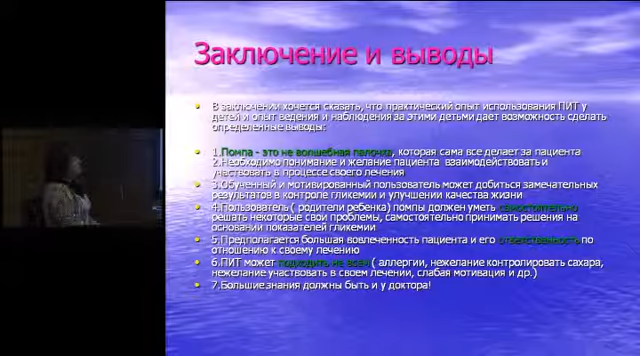 Заключение и выводы
В заключении хочется сказать, что практический опыт использования ПИТ у
детей и опыт ведения и наблюдения за этими детьми дает возможность сделать
определенные выводы:
1.Помпа - это не волшебная палочка, которая сама все делает за пациента
2.Необходимо понимание и желание пациента взаимодействовать и
участвовать в процессе своего лечения
3.Обученный и мотивированный пользователь может добиться замечательных
результатов в контроле гликемии и улучшении качества жизни
4.Пользователь ( родители ребенка) помпы должен уметь самостоятельно
решать некоторые свои проблемы, самостоятельно принимать решения на
основании показателей гликемии
5.Предполагается большая вовлеченность пациента и его ответственность по
отношению к своему лечению
6.ПИТ может подходить не всем ( аллергии, нежелание контролировать сахара,
нежелание участвовать в своем лечении, слабая мотивация и др.)
7.Большие знания должны быть и у доктора!